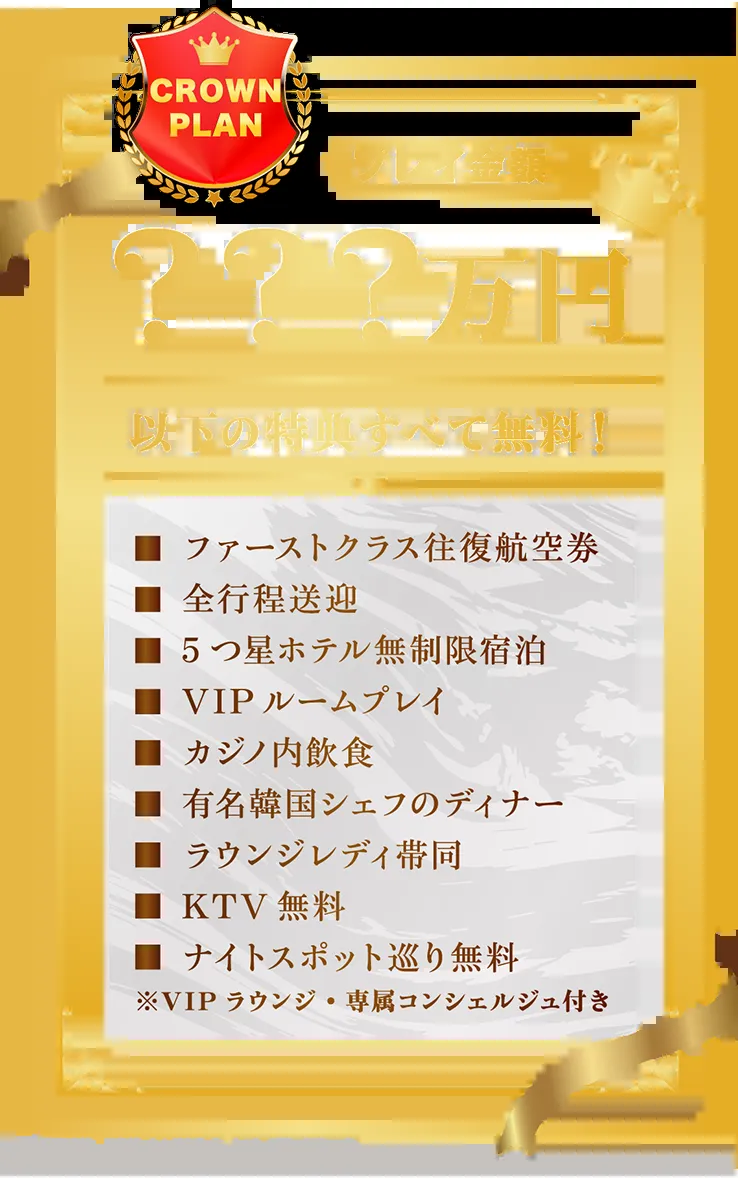 CROWN
PLAN
プレイ金額
???万円
以下の特典すべて無料!
■ ファーストクラス往復航空券
■ 全行程送迎
■ 5つ星ホテル無制限宿泊
■ VIPルームプレイ
■ カジノ内飲食
■ 有名韓国シェフのディナー
■ ラウンジレディ帯同
■ KTV無料
■ ナイトスポット巡り無料
※VIPラウンジ・専属コンシェルジュ付き